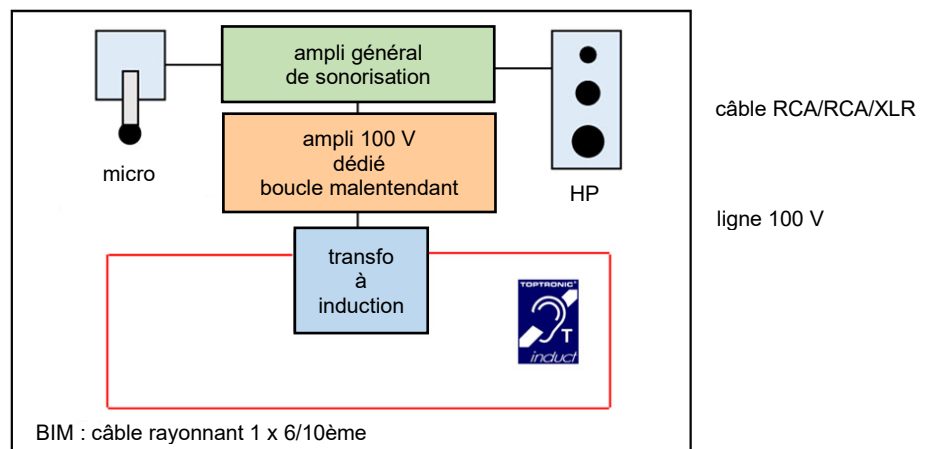 ampli général
de sonorisation
câble RCA/RCA/XLR
micro
ampli 100 V
dédié
boucle malentendant
HP
ligne 100 V
transfo
à
induction
TOPTRONIC®
T
induct
BIM : câble rayonnant 1 x 6/10ème